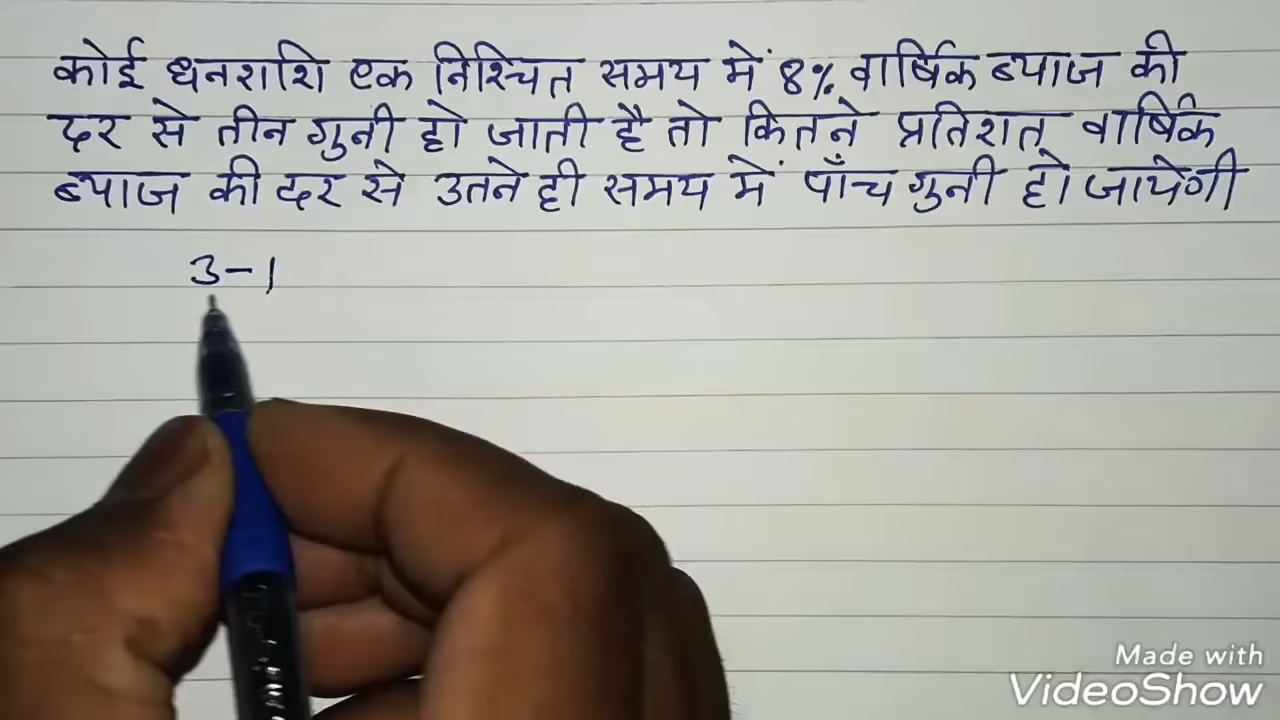 कोई धनराशि एक निश्चित समय में 8% वार्षिक ब्याज की
दर से तीन गुनी हो जाती है तो कितने प्रतिशत वार्षिक
ब्याज की दर से उतने ही समय में पाँच गुनी हो जायेगी
3-1
Made with
VideoShow